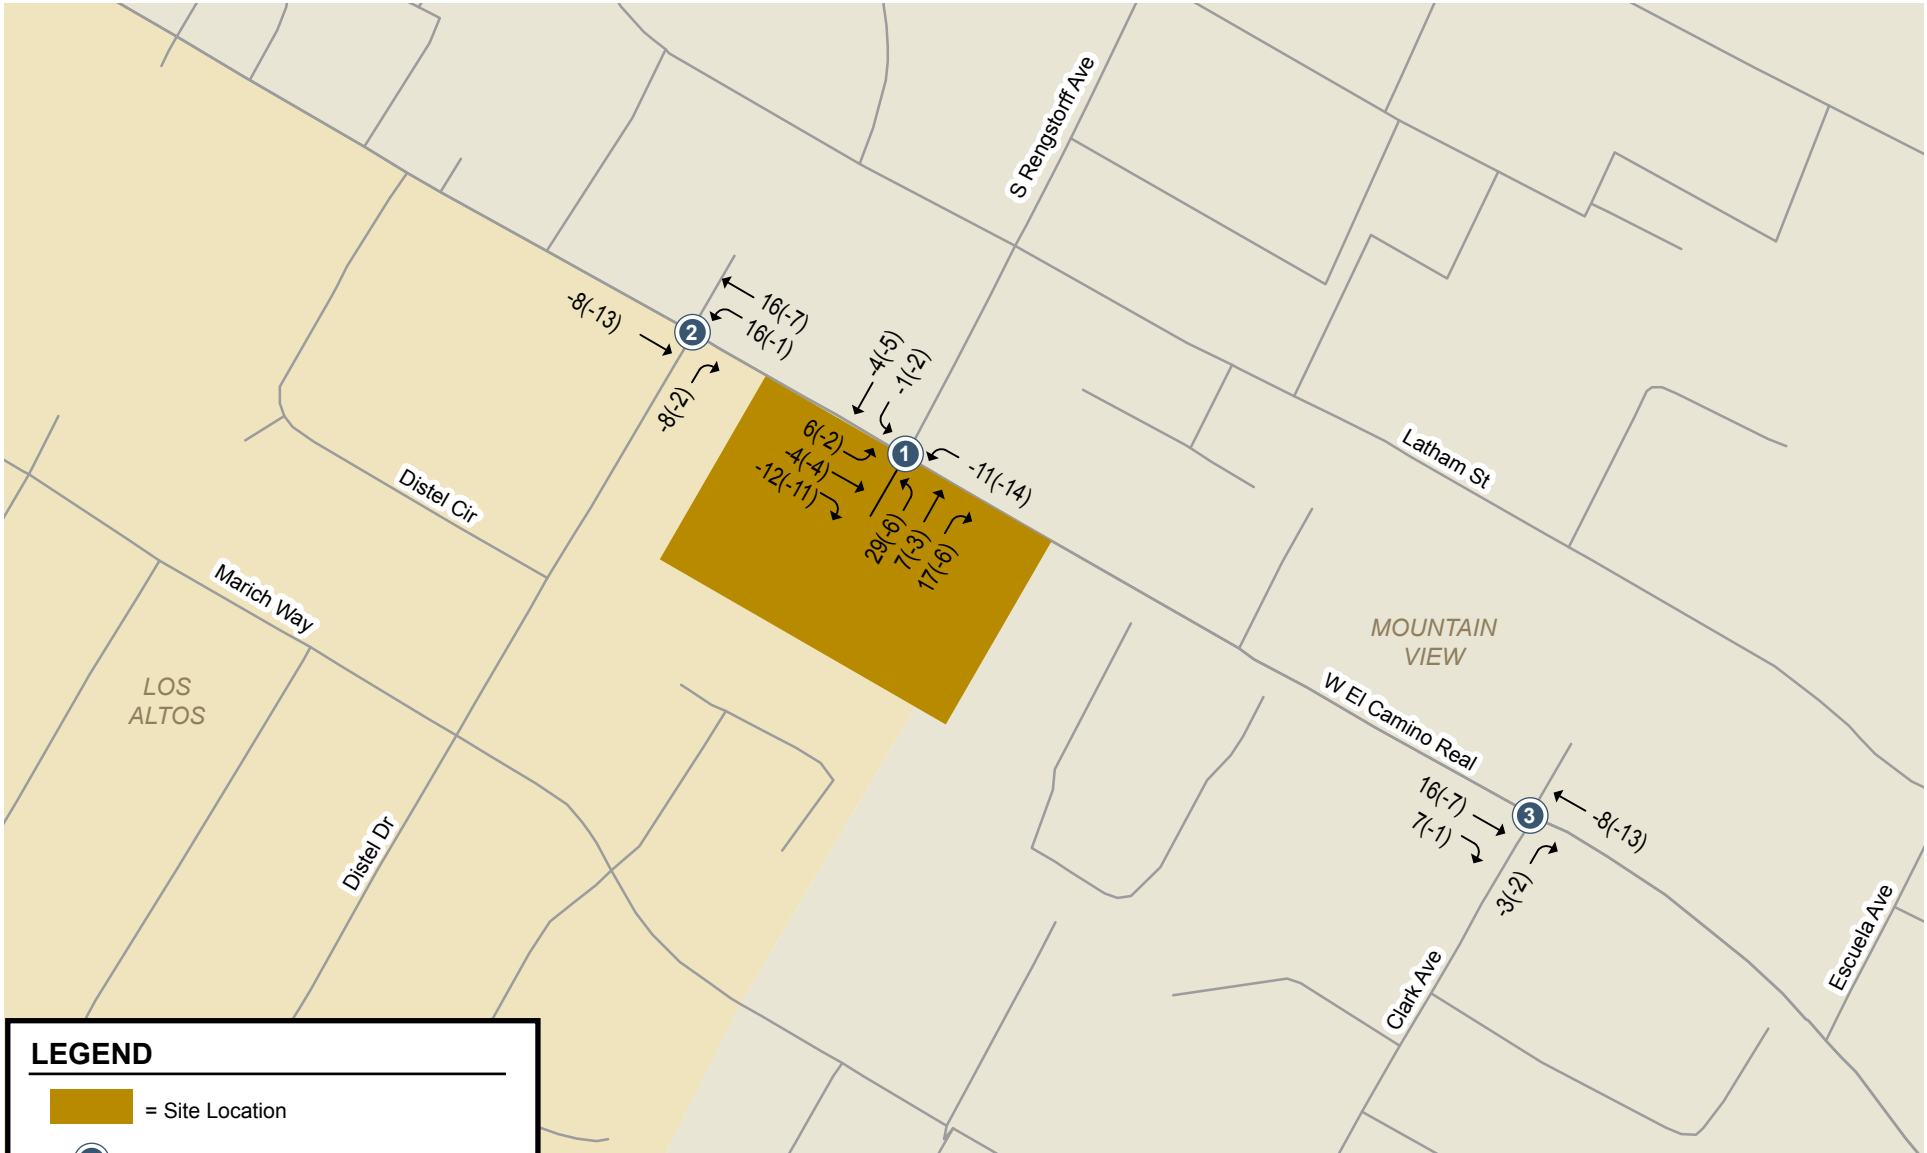 S Rengstorff Ave
-8(-13)
2
16(-7)
16(-1)
-8(-2)
-4(-5)
-1(-2)
6(-2)
-4(-4)
-12(-11)
1
-11(-14)
29(-6)
7(-3)
17(-6)
Latham St
Distel Cir
Marich Way
LOS
ALTOS
MOUNTAIN
VIEW
W El Camino Real
16(-7)
7(-1)
3
-8(-13)
-3(-2)
Distel Dr
Clark Ave
Escuela Ave
LEGEND
= Site Location